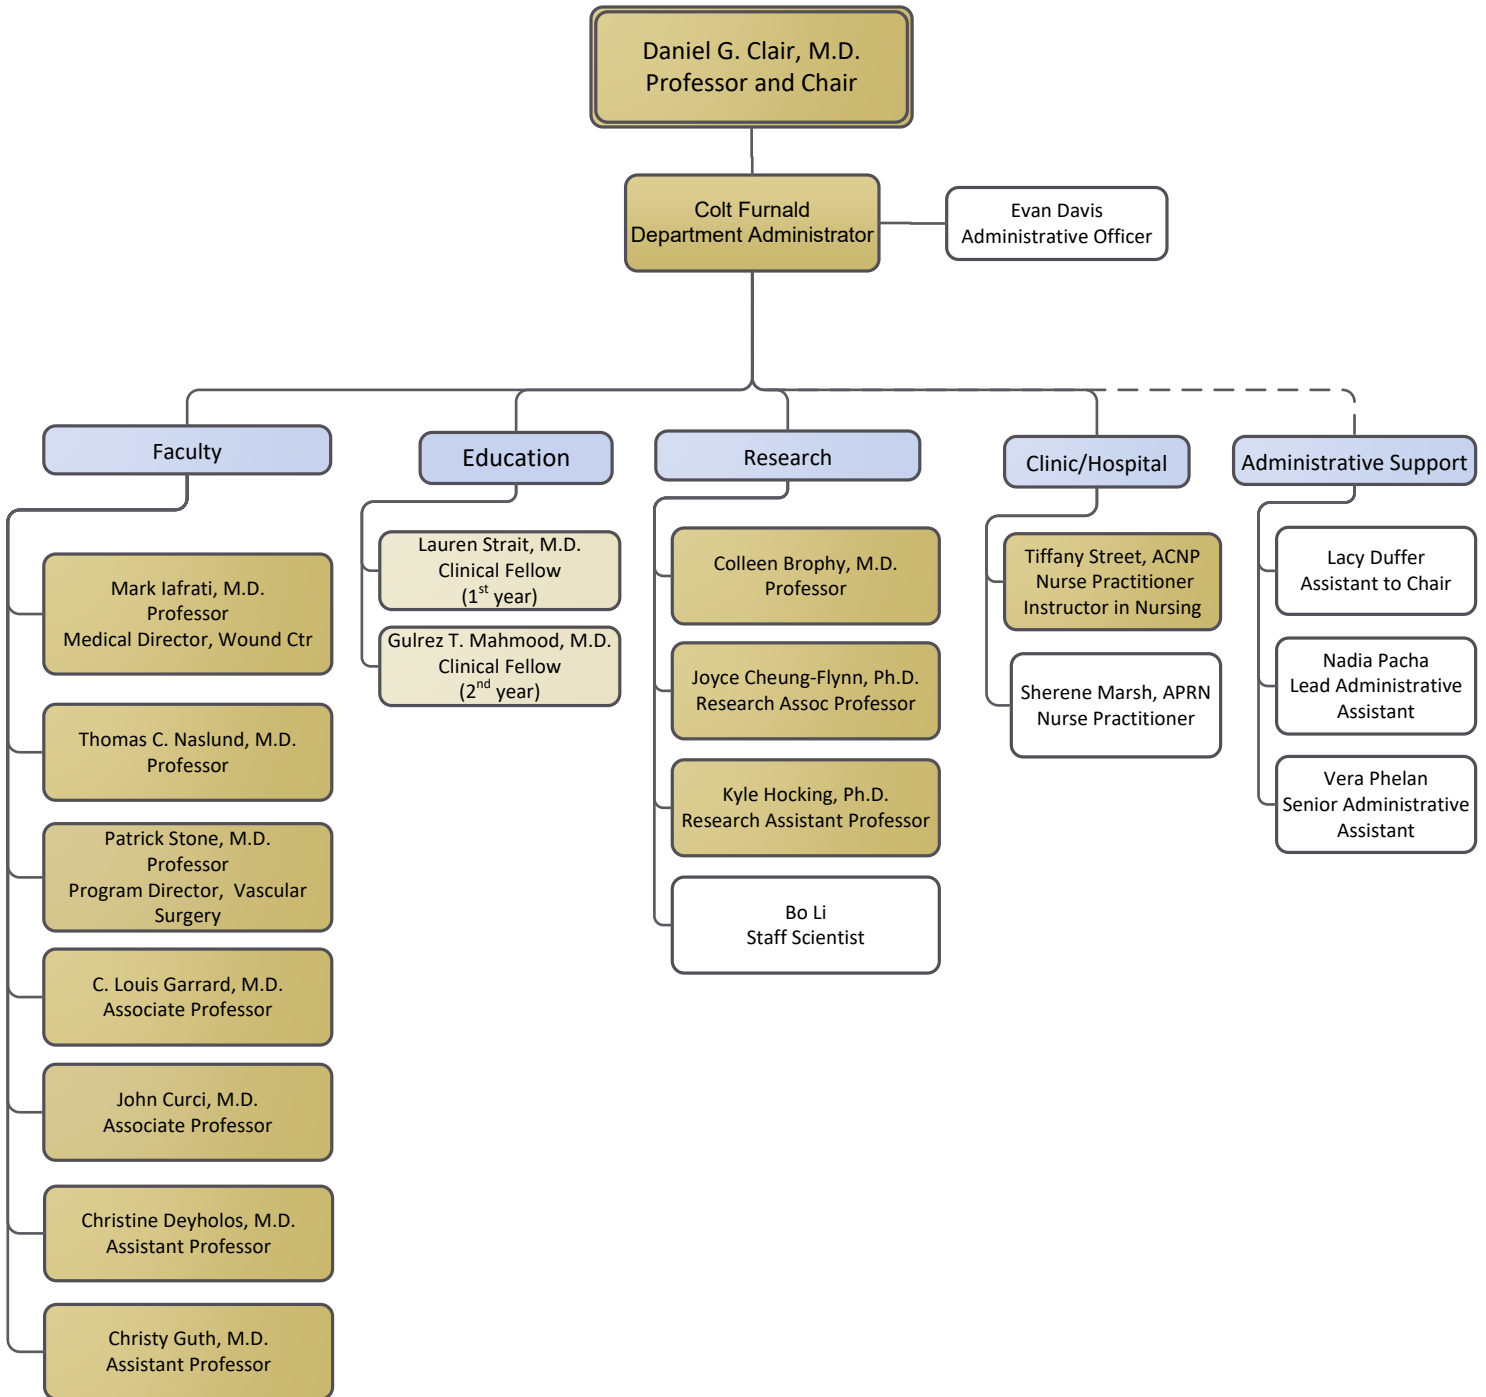 Daniel G. Clair, M.D.
Professor and Chair
Colt Furnald
Department Administrator
Evan Davis
Administrative Officer
Faculty
Mark Iafrati, M.D.
Professor
Medical Director, Wound Ctr
Thomas C. Naslund, M.D.
Professor
Patrick Stone, M.D.
Professor
Program Director,  Vascular
Surgery
C. Louis Garrard, M.D.
Associate Professor
John Curci, M.D.
Associate Professor
Christine Deyholos, M.D.
Assistant Professor
Christy Guth, M.D.
Assistant Professor
Education
Lauren Strait, M.D.
Clinical Fellow
(1st year)
Gulrez T. Mahmood, M.D.
Clinical Fellow
(2nd year)
Research
Colleen Brophy, M.D.
Professor
Joyce Cheung-Flynn, Ph.D.
Research Assoc Professor
Kyle Hocking, Ph.D.
Research Assistant Professor
Bo Li
Staff Scientist
Clinic/Hospital
Tiffany Street, ACNP
Nurse Practitioner
Instructor in Nursing
Sherene Marsh, APRN
Nurse Practitioner
Administrative Support
Lacy Duffer
Assistant to Chair
Nadia Pacha
Lead Administrative
Assistant
Vera Phelan
Senior Administrative
Assistant